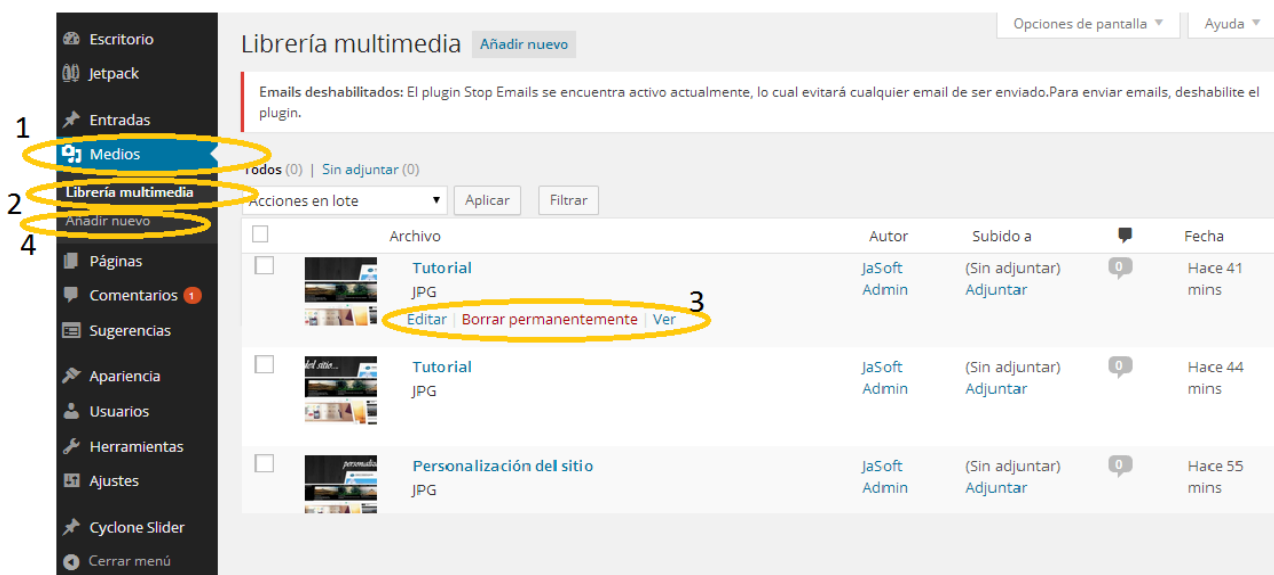 Opciones de pantalla
Ayuda
Escritorio
Jetpack
Entradas
1
Medios
Librería multimedia
2
Añadir nuevo
4
Páginas
Comentarios 1
Sugerencias
Apariencia
Usuarios
Herramientas
Ajustes
Cyclone Slider
Cerrar menú
Librería multimedia Añadir nuevo
Emails deshabilitados: El plugin Stop Emails se encuentra activo actualmente, lo cual evitará cualquier email de ser enviado.Para enviar emails, deshabilite el
plugin.
Todos (0) | Sin adjuntar (0)
Acciones en lote Aplicar Filtrar
Archivo Autor Subido a Fecha
Tutorial JaSoft (Sin adjuntar) 0 Hace 41
JPG Admin Adjuntar mins
3
Editar | Borrar permanentemente | Ver
del sitio...
Tutorial JaSoft (Sin adjuntar) 0 Hace 44
JPG Admin Adjuntar mins
Personalización del sitio JaSoft (Sin adjuntar) 0 Hace 55
JPG Admin Adjuntar mins